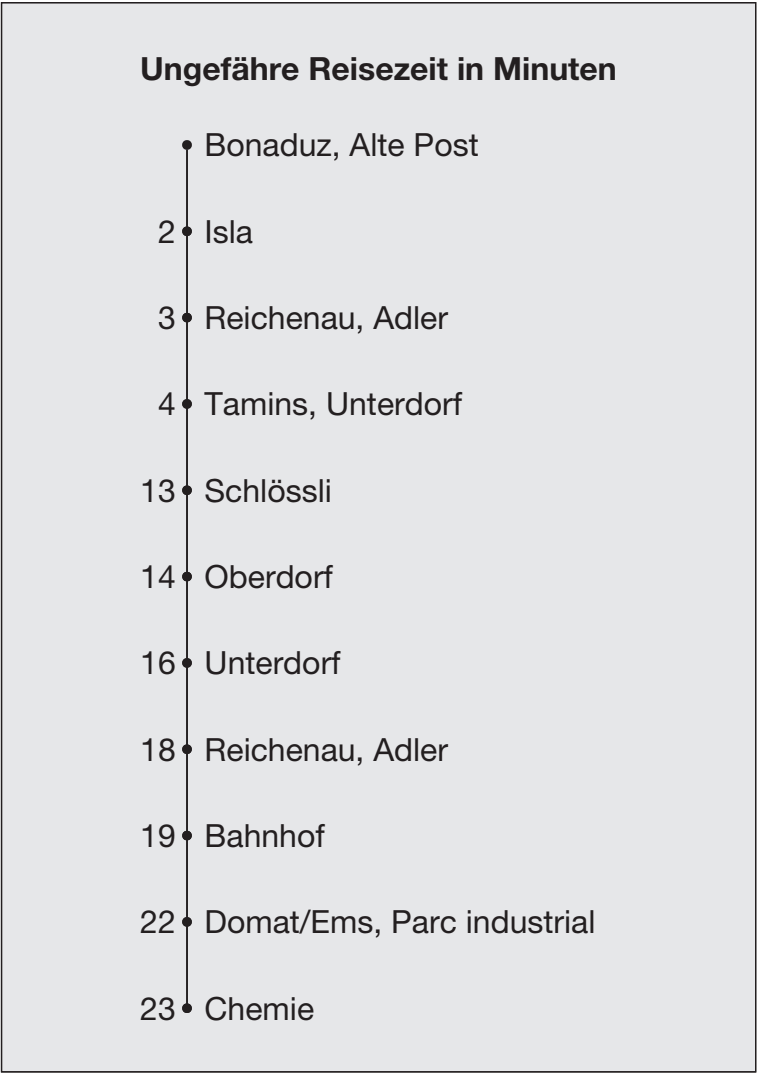 Ungefähre Reisezeit in Minuten
Bonaduz, Alte Post
2 Isla
3 Reichenau, Adler
4 Tamins, Unterdorf
13 Schlössli
14 Oberdorf
16 Unterdorf
18 Reichenau, Adler
19 Bahnhof
22 Domat/Ems, Parc industrial
23 Chemie